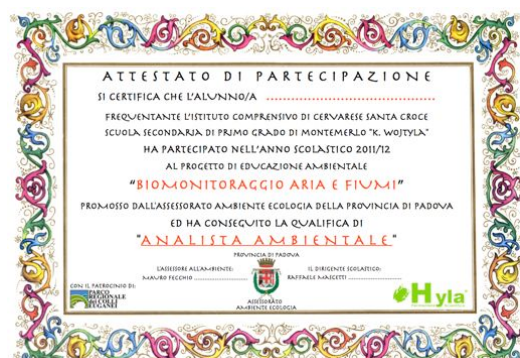 ATTESTATO DI PARTECIPAZIONE
SI CERTIFICA CHE L'ALUNNO/A ........................................
FREQUENTANTE L'ISTITUTO COMPRENSIVO DI CERVARESE SANTA CROCE
SCUOLA SECONDARIA DI PRIMO GRADO DI MONTEMERLO "K. WOJTYLA"
HA PARTECIPATO NELL'ANNO SCOLASTICO 2011/12
AL PROGETTO DI EDUCAZIONE AMBIENTALE
"BIOMONITORAGGIO ARIA E FIUMI"
PROMOSSO DALL'ASSESSORATO AMBIENTE ECOLOGIA DELLA PROVINCIA DI PADOVA
ED HA CONSEGUITO LA QUALIFICA DI
"ANALISTA AMBIENTALE"
PROVINCIA DI PADOVA
L'ASSESSORE ALL'AMBIENTE:
MAURO FECCHIO ....................
IL DIRIGENTE SCOLASTICO:
RAFFAELE MASCETTI ....................
ASSESSORATO
AMBIENTE ECOLOGIA
CON IL PATROCINIO DI:
PARCO
REGIONALE
dei COLLI
EUGANEI
Hyla